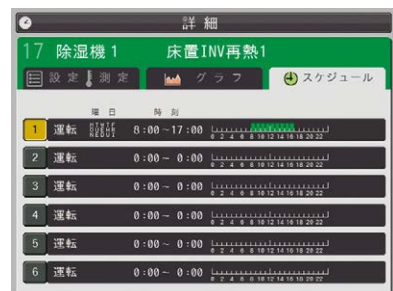 詳細
17 除湿機1 床置INV再熱1
設定 測定 グラフ スケジュール
曜日 時刻
1 運転 MON TUE WED THU FRI 8:00~17:00 0 2 4 6 8 10 12 14 16 18 20 22
2 運転 0:00~ 0:00 0 2 4 6 8 10 12 14 16 18 20 22
3 運転 0:00~ 0:00 0 2 4 6 8 10 12 14 16 18 20 22
4 運転 0:00~ 0:00 0 2 4 6 8 10 12 14 16 18 20 22
5 運転 0:00~ 0:00 0 2 4 6 8 10 12 14 16 18 20 22
6 運転 0:00~ 0:00 0 2 4 6 8 10 12 14 16 18 20 22